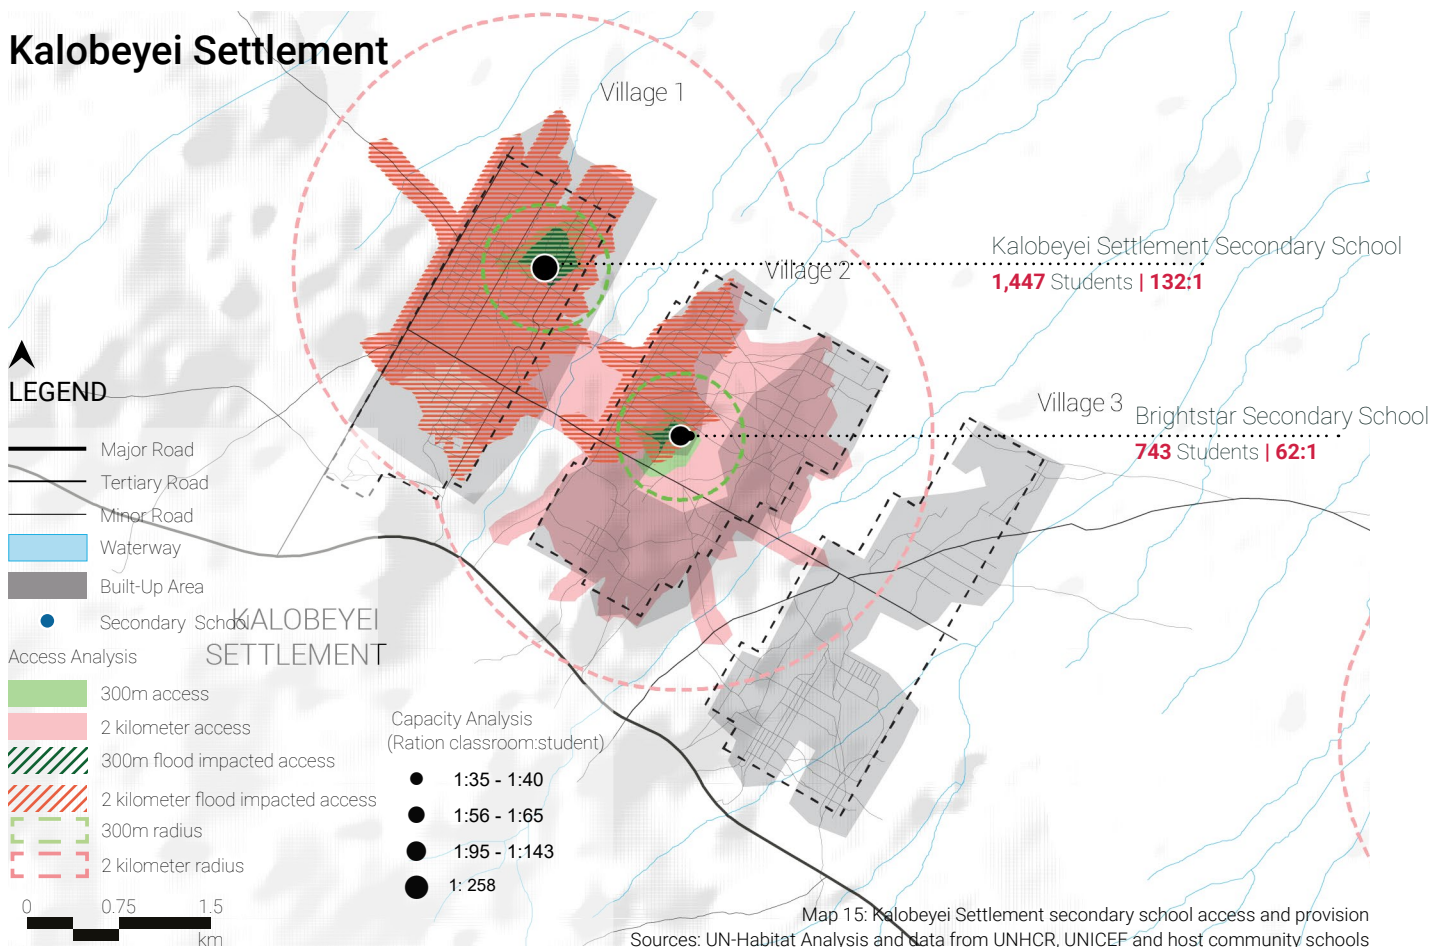 Kalobeyei Settlement
Village 1
Kalobeyei Settlement Secondary School
1,447 Students | 132:1
Village 2
Village 3
Brightstar Secondary School
743 Students | 62:1
LEGEND
Major Road
Tertiary Road
Minor Road
Waterway
Built-Up Area
Secondary School
KALOBEYEI
SETTLEMENT
Access Analysis
300m access
2 kilometer access
300m flood impacted access
2 kilometer flood impacted access
300m radius
2 kilometer radius
0 0.75 1.5
km
Capacity Analysis
(Ration classroom:student)
1:35 - 1:40
1:56 - 1:65
1:95 - 1:143
1: 258
Map 15: Kalobeyei Settlement secondary school access and provision
Sources: UN-Habitat Analysis and data from UNHCR, UNICEF and host community schools